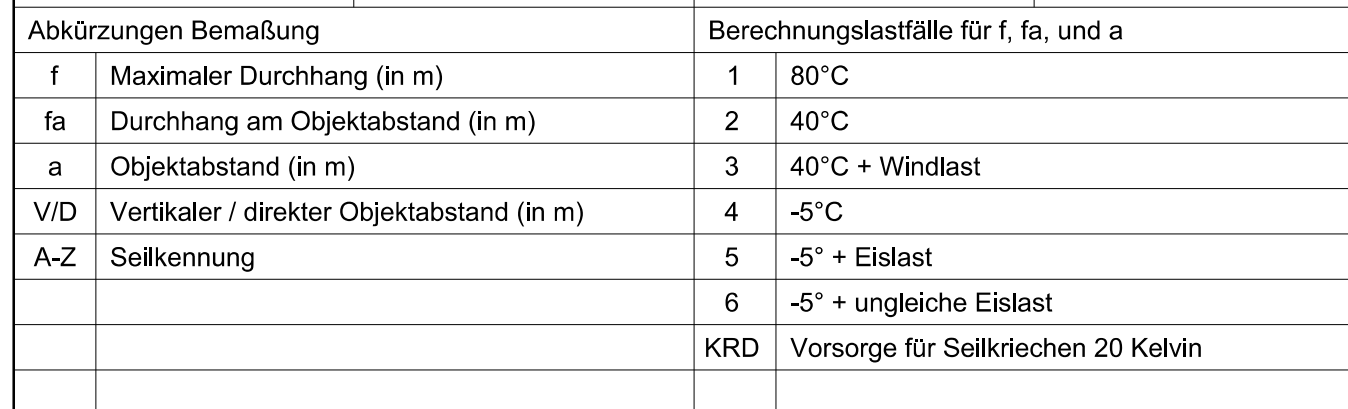 Abkürzungen Bemaßung Berechnungslastfälle für f, fa, und a
f Maximaler Durchhang (in m) 1 80°C
fa Durchhang am Objektabstand (in m) 2 40°C
a Objektabstand (in m) 3 40°C + Windlast
V/D Vertikaler / direkter Objektabstand (in m) 4 -5°C
A-Z Seilkennung 5 -5° + Eislast
6 -5° + ungleiche Eislast
KRD Vorsorge für Seilkriechen 20 Kelvin